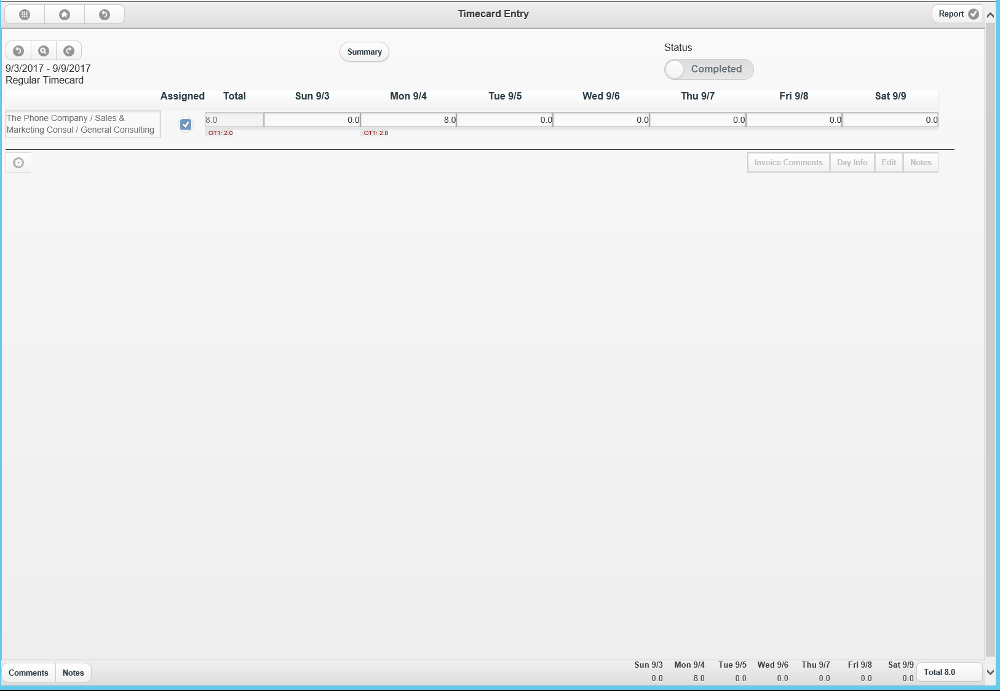 Timecard Entry
Report
Summary
Status
Completed
9/3/2017 - 9/9/2017
Regular Timecard
Assigned Total Sun 9/3 Mon 9/4 Tue 9/5 Wed 9/6 Thu 9/7 Fri 9/8 Sat 9/9
The Phone Company / Sales &
Marketing Consul / General Consulting
8.0 0.0 8.0 0.0 0.0 0.0 0.0 0.0
OT1: 2.0 OT1: 2.0
Invoice Comments Day Info Edit Notes
Comments Notes
Sun 9/3 Mon 9/4 Tue 9/5 Wed 9/6 Thu 9/7 Fri 9/8 Sat 9/9
0.0 8.0 0.0 0.0 0.0 0.0 0.0
Total 8.0